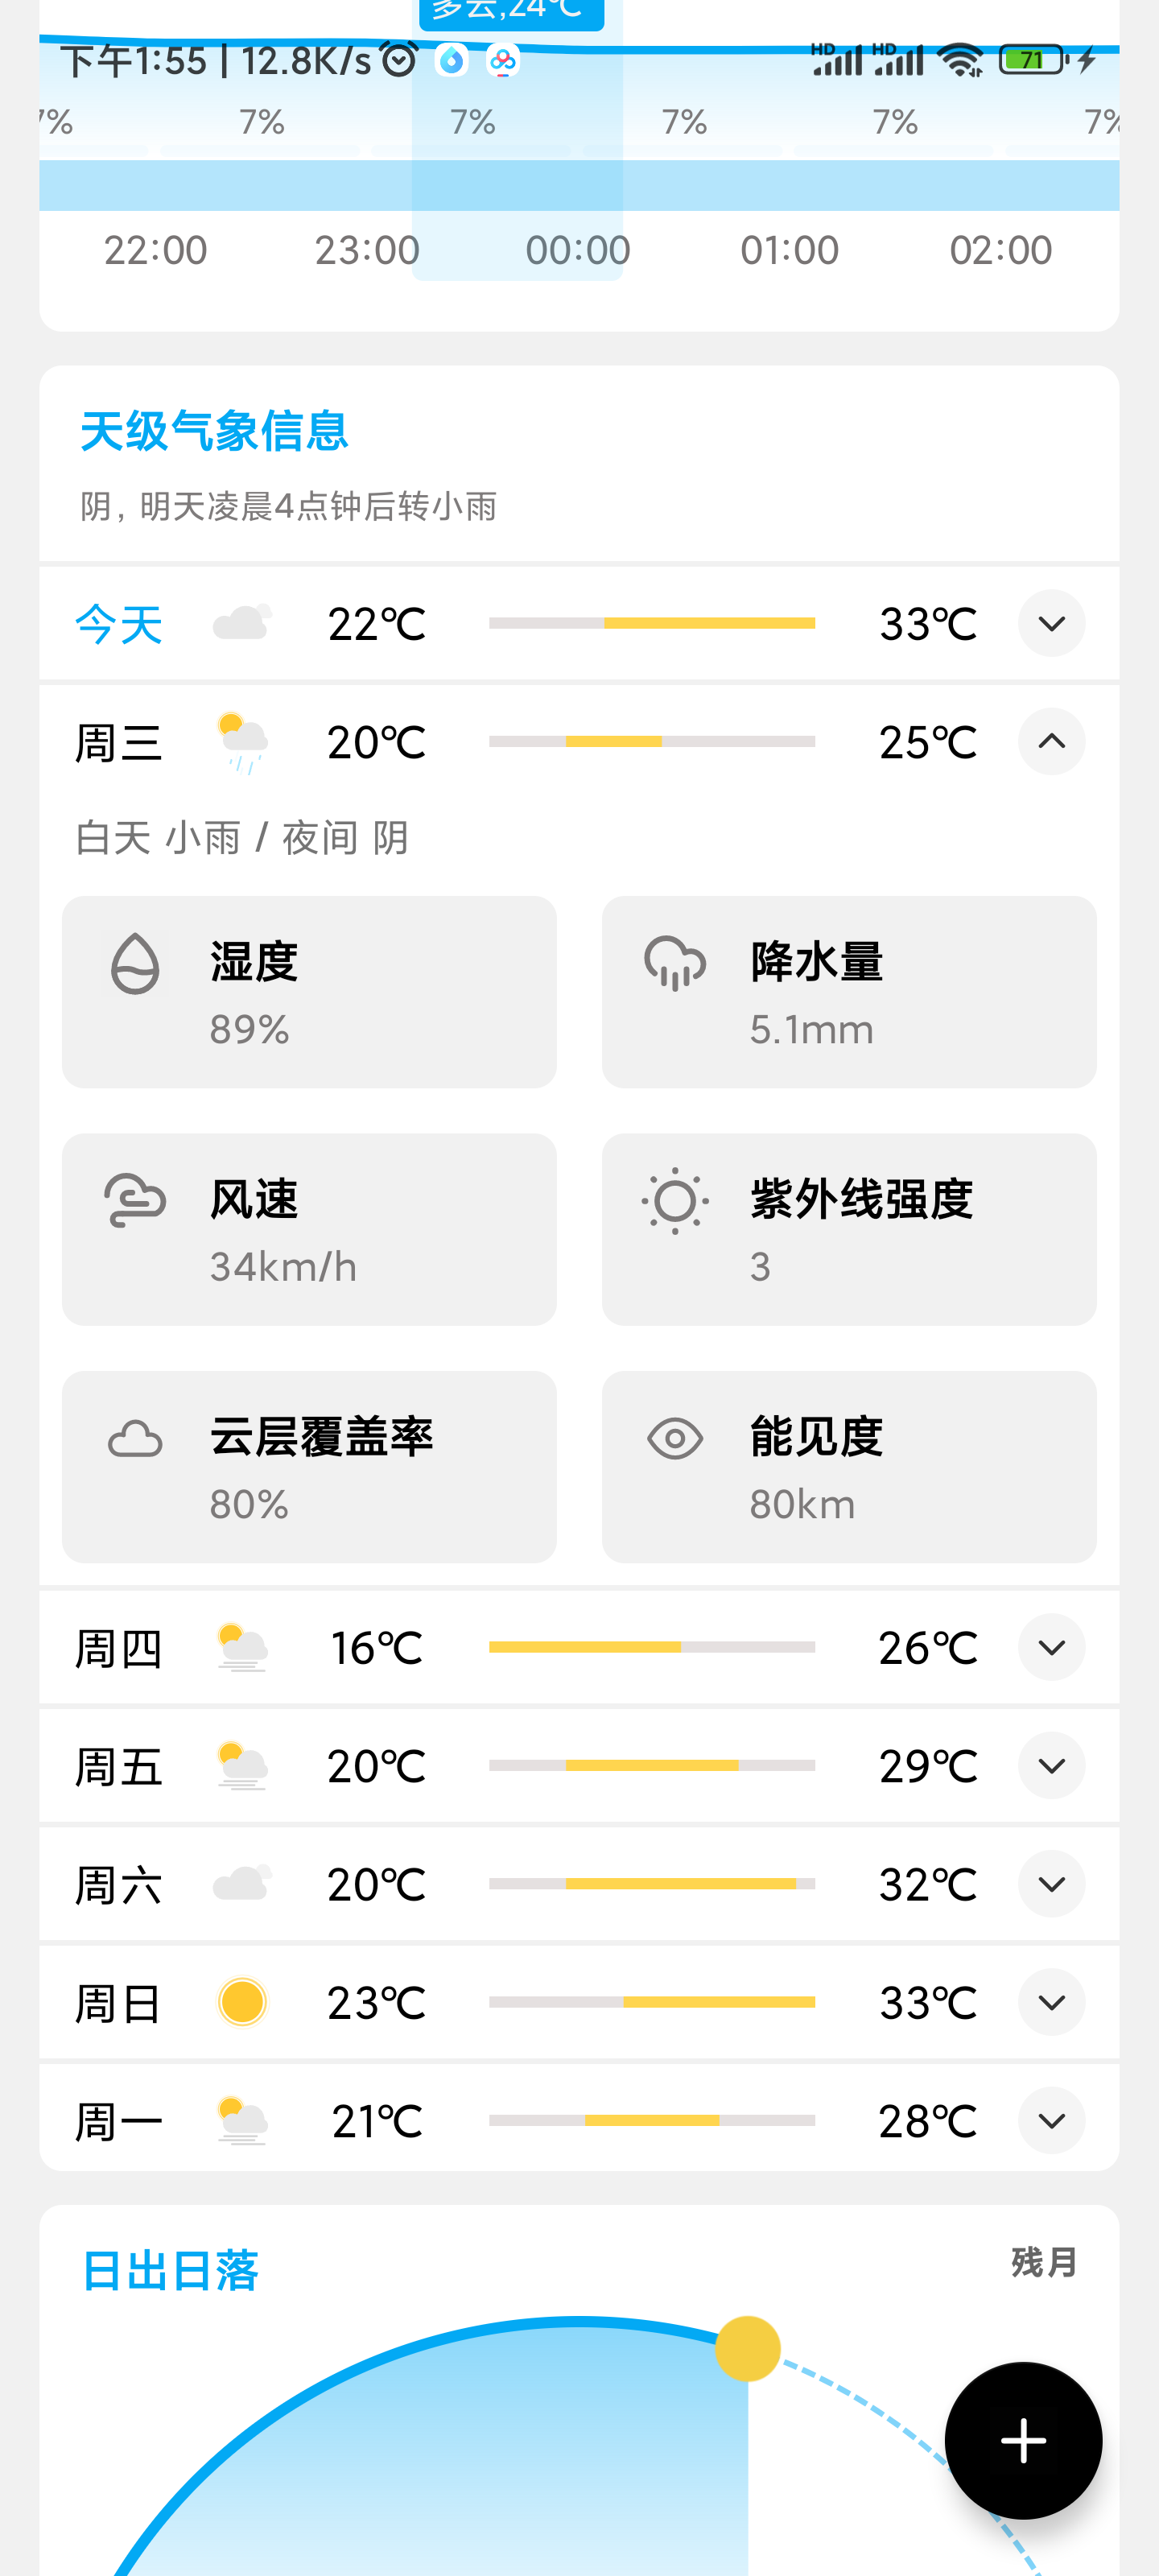 多云,24℃
下午1:55 | 12.8K/s HD HD 71
7% 7% 7% 7% 7% 7%
22:00 23:00 00:00 01:00 02:00
天级气象信息
阴, 明天凌晨4点钟后转小雨
今天 22℃ 33℃
周三 20℃ 25℃
白天 小雨 / 夜间 阴
湿度 降水量
89% 5.1mm
风速 紫外线强度
34km/h 3
云层覆盖率 能见度
80% 80km
周四 16℃ 26℃
周五 20℃ 29℃
周六 20℃ 32℃
周日 23℃ 33℃
周一 21℃ 28℃
日出日落 残月